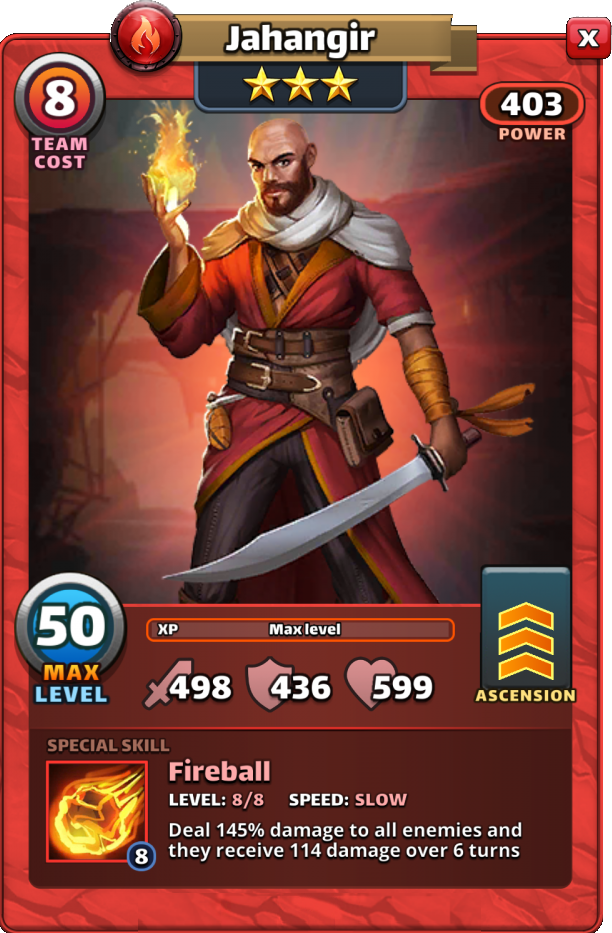 Jahangir
X
8
TEAM
COST
403
POWER
50
MAX
LEVEL
XP Max level
498 436 599
ASCENSION
SPECIAL SKILL
Fireball
LEVEL: 8/8 SPEED: SLOW
8
Deal 145% damage to all enemies and
they receive 114 damage over 6 turns